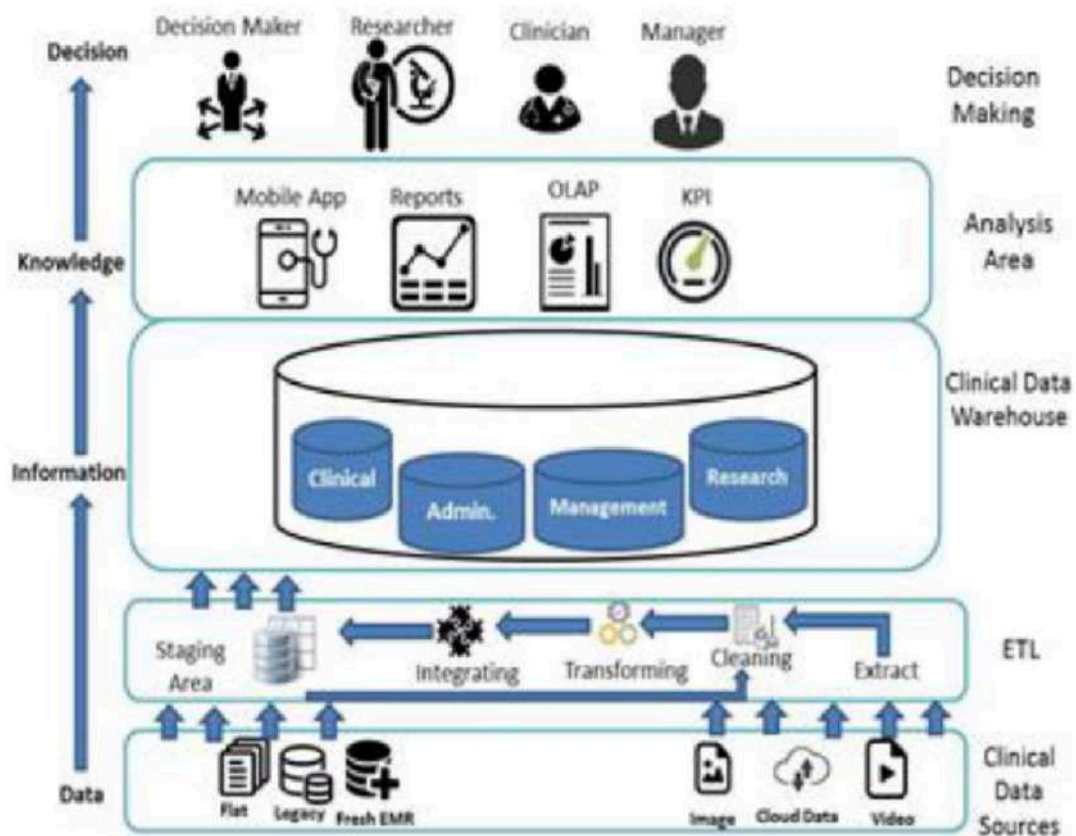 Decision Maker
Researcher
Clinician
Manager
Decision
Decision
Making
Mobile App
Reports
OLAP
KPI
Analysis
Area
Knowledge
Clinical Data
Warehouse
Information
Clinical
Admin.
Management
Research
Staging
Area
Integrating
Transforming
Cleaning
Extract
ETL
Data
Flat
Legacy
Fresh EMR
Image
Cloud Data
Video
Clinical
Data
Sources